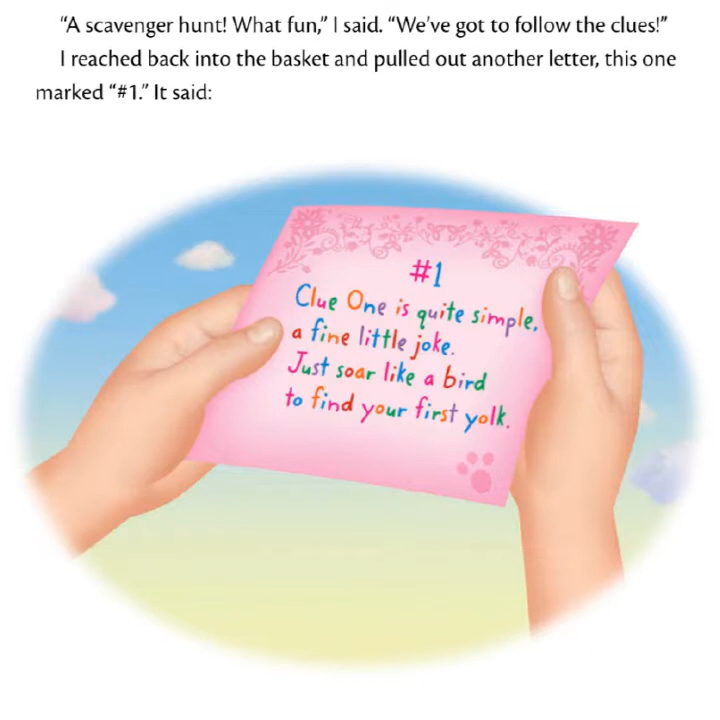 “A scavenger hunt! What fun,” I said. “We’ve got to follow the clues!”
I reached back into the basket and pulled out another letter, this one
marked “#1.” It said:
#1
Clue One is quite simple,
a fine little joke.
Just soar like a bird
to find your first yolk.